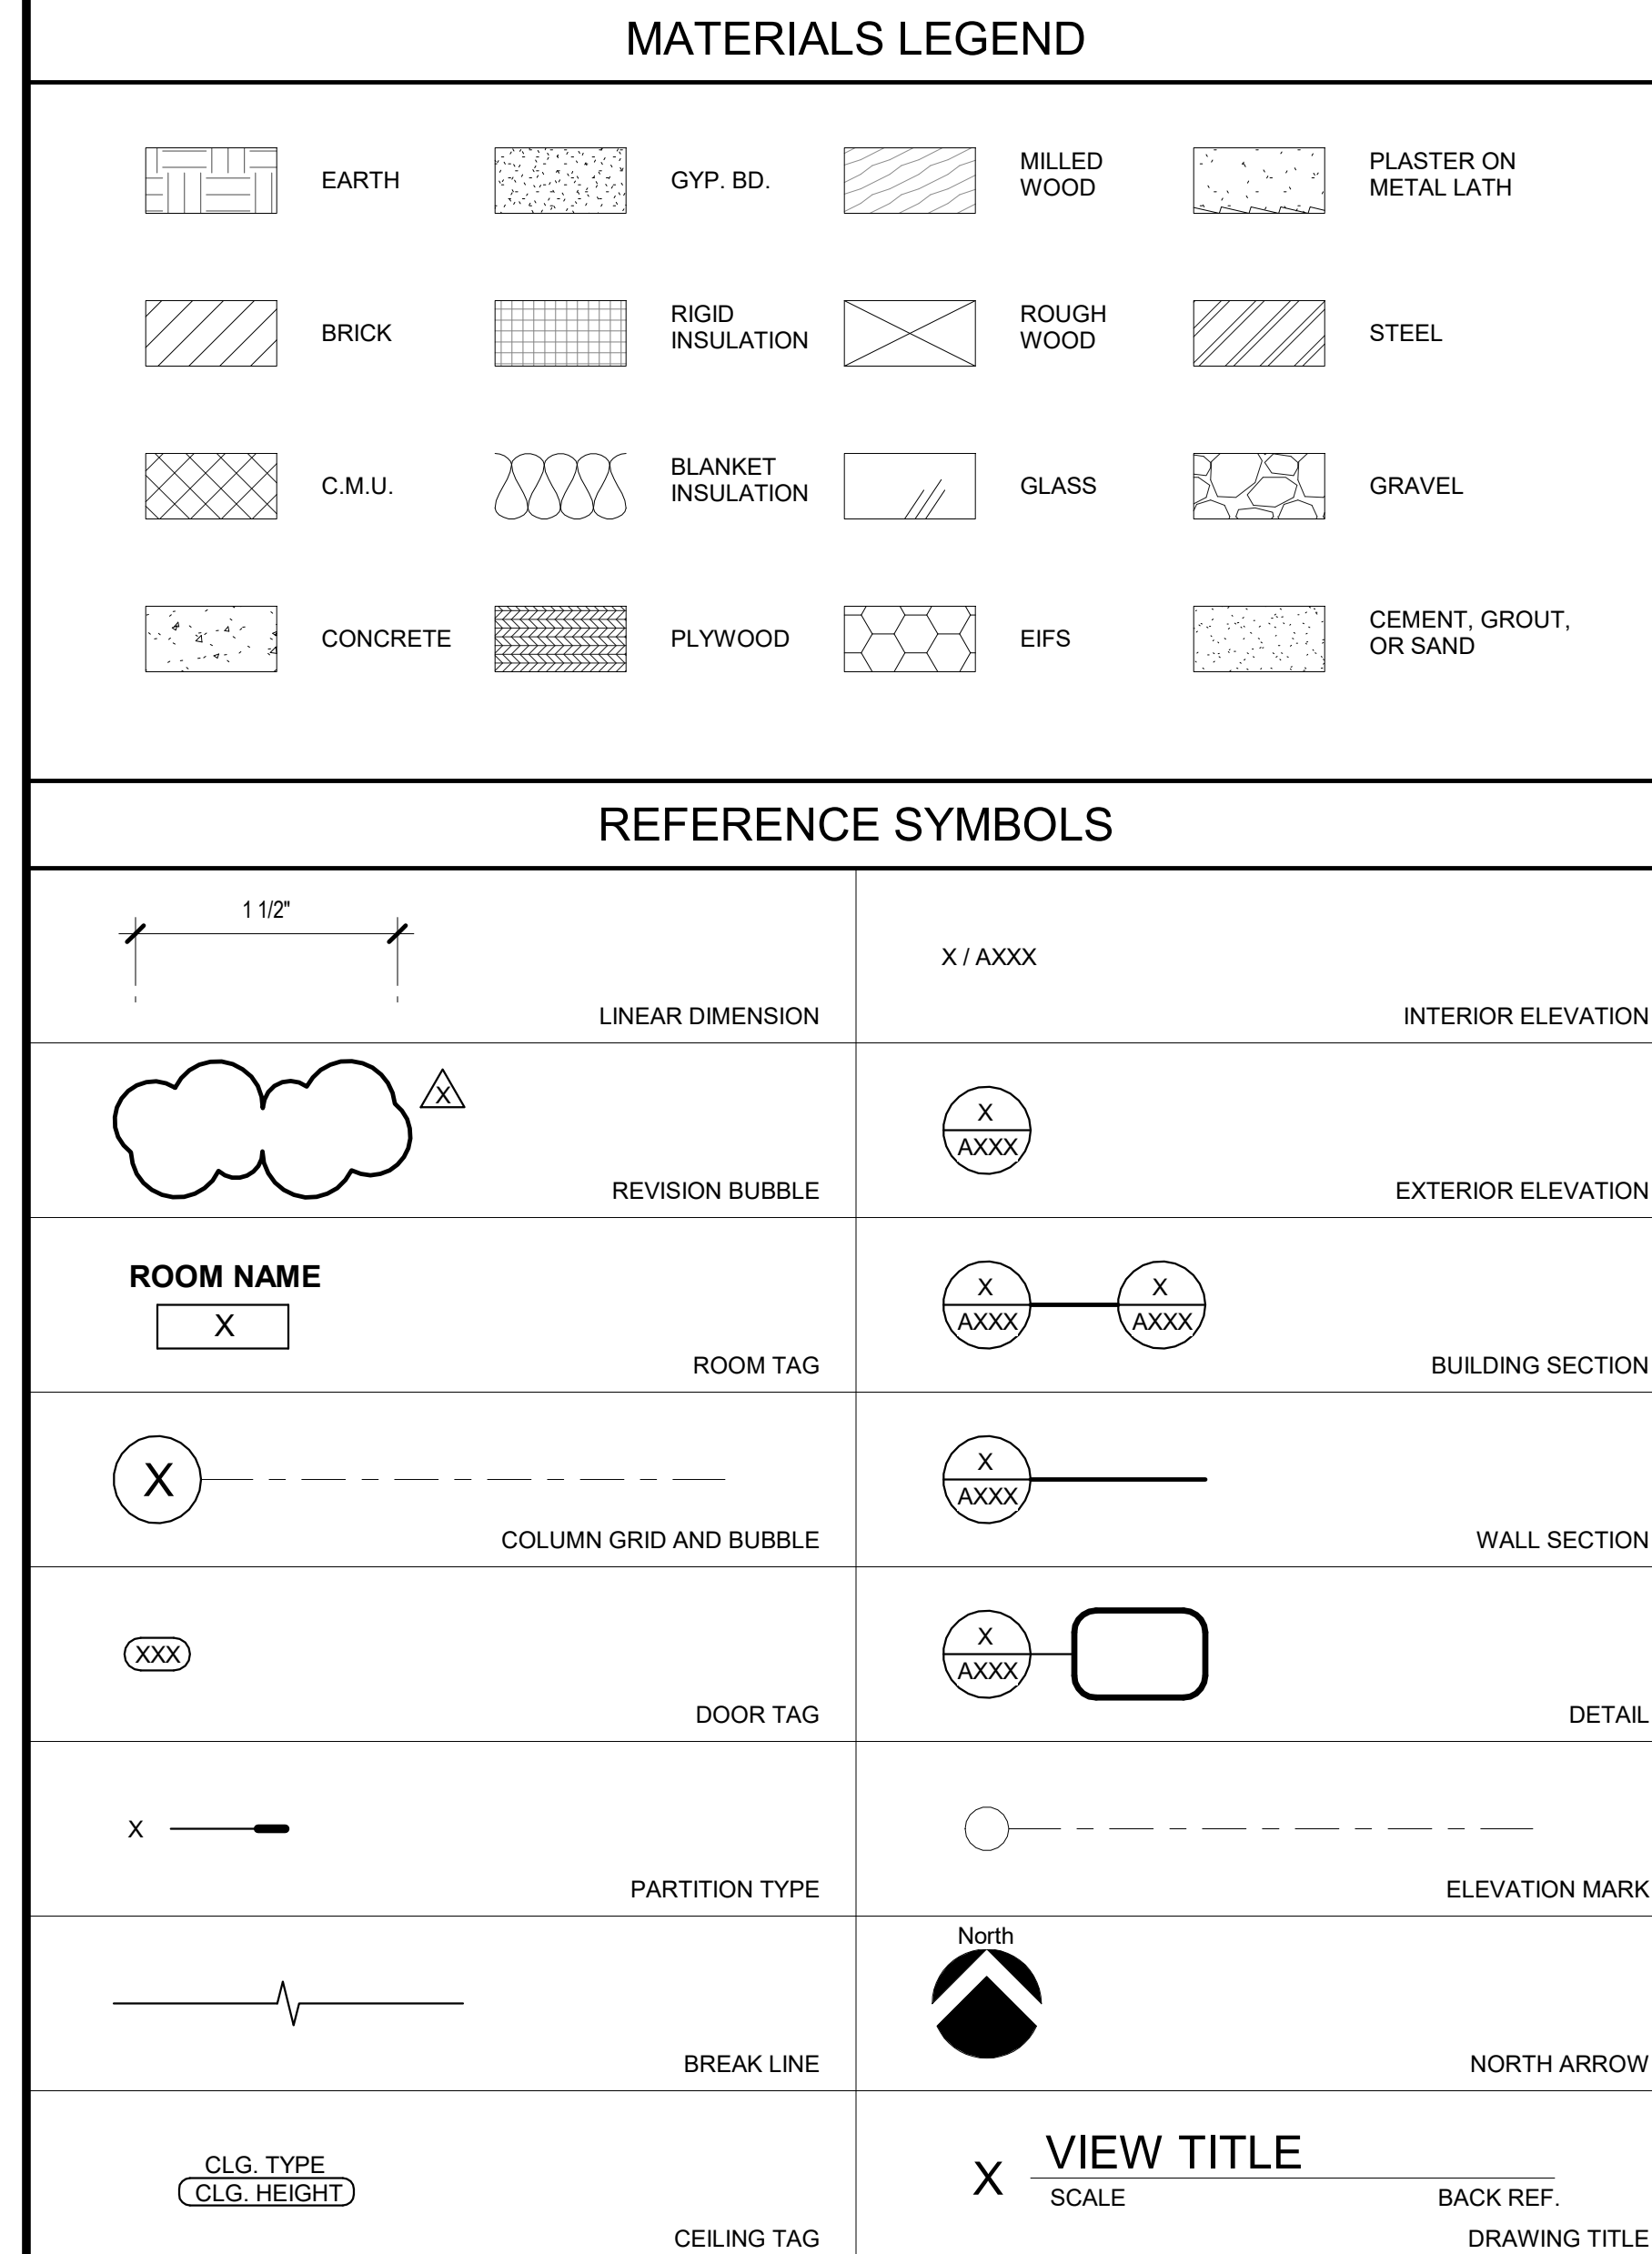 MATERIALS LEGEND
EARTH
GYP. BD.
MILLED
WOOD
PLASTER ON
METAL LATH
BRICK
RIGID
INSULATION
ROUGH
WOOD
STEEL
C.M.U.
BLANKET
INSULATION
GLASS
GRAVEL
CONCRETE
PLYWOOD
EIFS
CEMENT, GROUT,
OR SAND
REFERENCE SYMBOLS
1 1/2"
LINEAR DIMENSION
X / AXXX
INTERIOR ELEVATION
X
REVISION BUBBLE
X
AXXX
EXTERIOR ELEVATION
ROOM NAME
X
ROOM TAG
X
AXXX
X
AXXX
BUILDING SECTION
X
COLUMN GRID AND BUBBLE
X
AXXX
WALL SECTION
XXX
DOOR TAG
X
AXXX
DETAIL
X
PARTITION TYPE
ELEVATION MARK
BREAK LINE
North
NORTH ARROW
CLG. TYPE
CLG. HEIGHT
CEILING TAG
X
VIEW TITLE
SCALE
BACK REF.
DRAWING TITLE